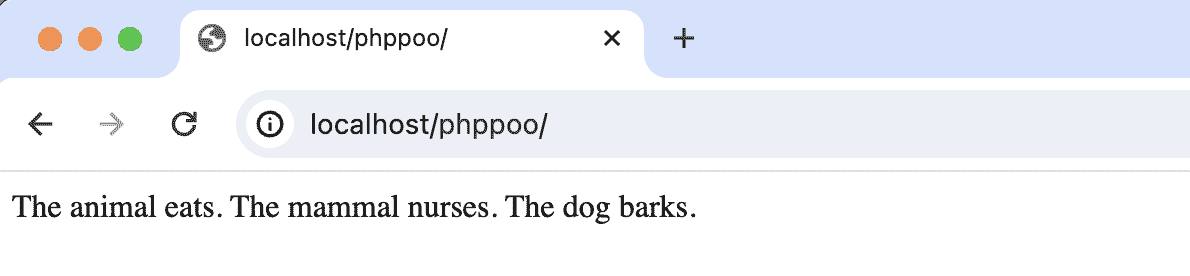 localhost/phppoo/
localhost/phppoo/
The animal eats. The mammal nurses. The dog barks.